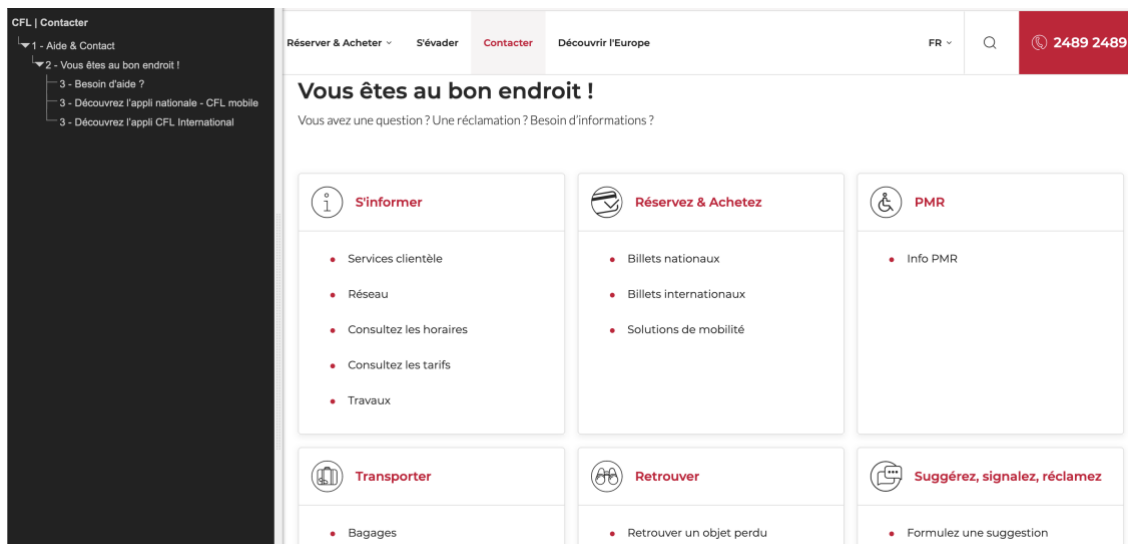 CFL | Contacter
1 - Aide & Contact
2 - Vous êtes au bon endroit !
3 - Besoin d'aide ?
3 - Découvrez l'appli nationale - CFL mobile
3 - Découvrez l'appli CFL International
Réserver & Acheter
S'évader
Contacter
Découvrir l'Europe
FR
2489 2489
Vous êtes au bon endroit !
Vous avez une question ? Une réclamation ? Besoin d'informations ?
S'informer
Services clientèle
Réseau
Consultez les horaires
Consultez les tarifs
Travaux
Réservez & Achetez
Billets nationaux
Billets internationaux
Solutions de mobilité
PMR
Info PMR
Transporter
Bagages
Retrouver
Retrouver un objet perdu
Suggérez, signalez, réclamez
Formulez une suggestion